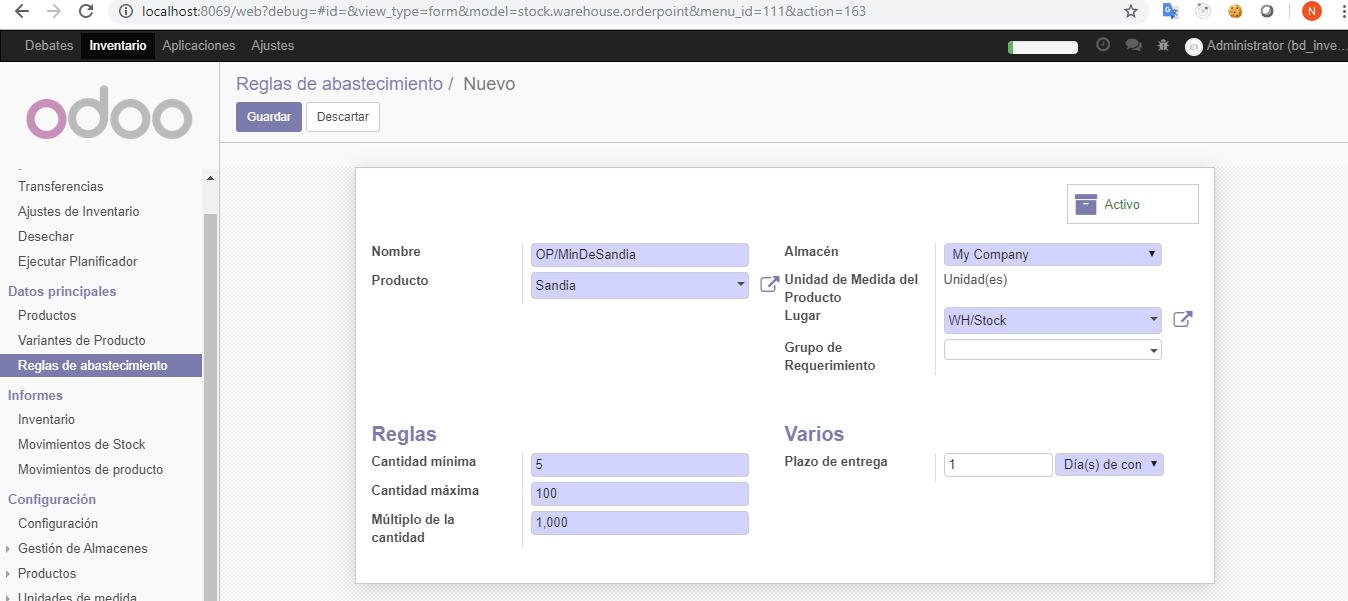 localhost:8069/web?debug=#id=&view_type=form&model=stock.warehouse.orderpoint&menu_id=111&action=163
N
Debates Inventario Aplicaciones Ajustes
Administrator (bd_inve...
odoo
Transferencias
Ajustes de Inventario
Desechar
Ejecutar Planificador
Datos principales
Productos
Variantes de Producto
Reglas de abastecimiento
Informes
Inventario
Movimientos de Stock
Movimientos de producto
Configuración
Configuración
Gestión de Almacenes
Productos
Unidades de medida
Reglas de abastecimiento / Nuevo
Guardar Descartar
Activo
Nombre OP/MinDeSandia
Producto Sandia
Almacén My Company
Unidad de Medida del
Producto
Unidad(es)
Lugar WH/Stock
Grupo de
Requerimiento
Reglas
Cantidad mínima 5
Cantidad máxima 100
Múltiplo de la
cantidad
1,000
Varios
Plazo de entrega 1 Día(s) de con